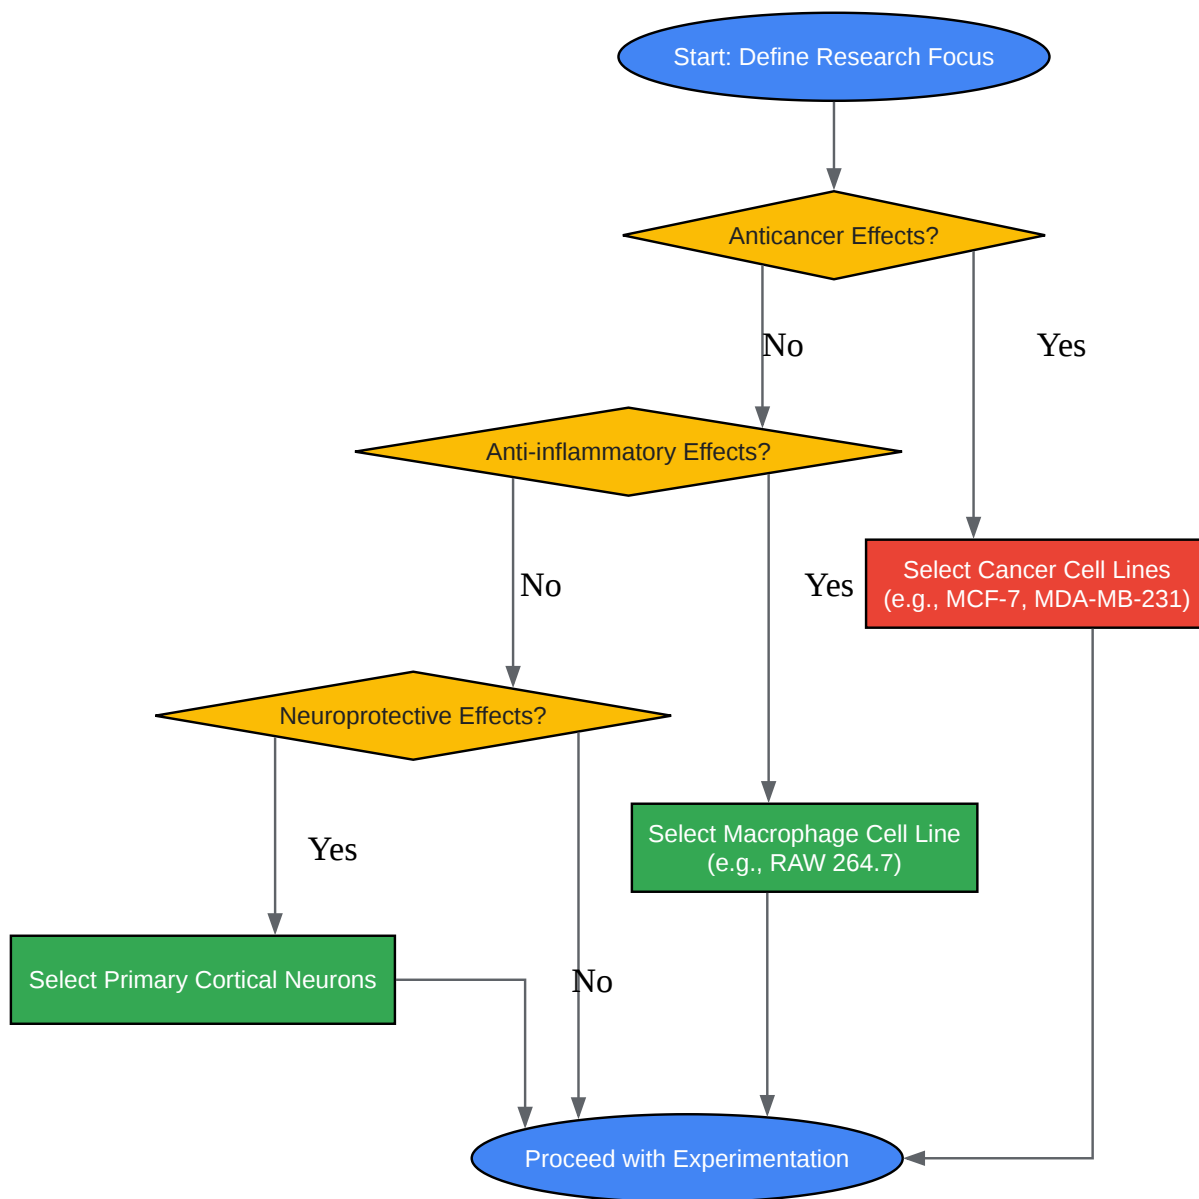 Start: Define Research Focus
Anticancer Effects?
No
Yes
Anti-inflammatory Effects?
No
Yes
Select Cancer Cell Lines
(e.g., MCF-7, MDA-MB-231)
Neuroprotective Effects?
Yes
Select Macrophage Cell Line
(e.g., RAW 264.7)
Select Primary Cortical Neurons
No
Proceed with Experimentation